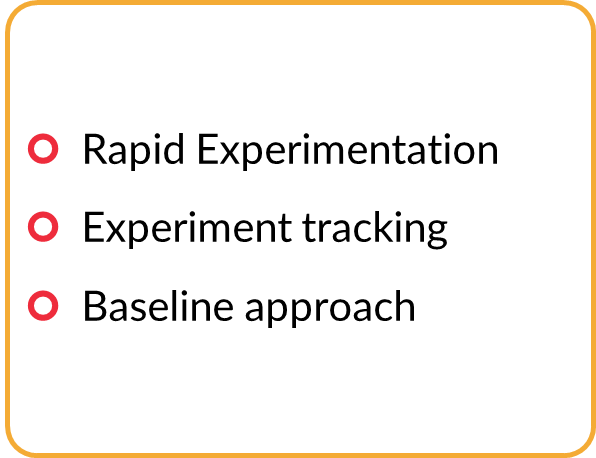 Rapid Experimentation
Experiment tracking
Baseline approach